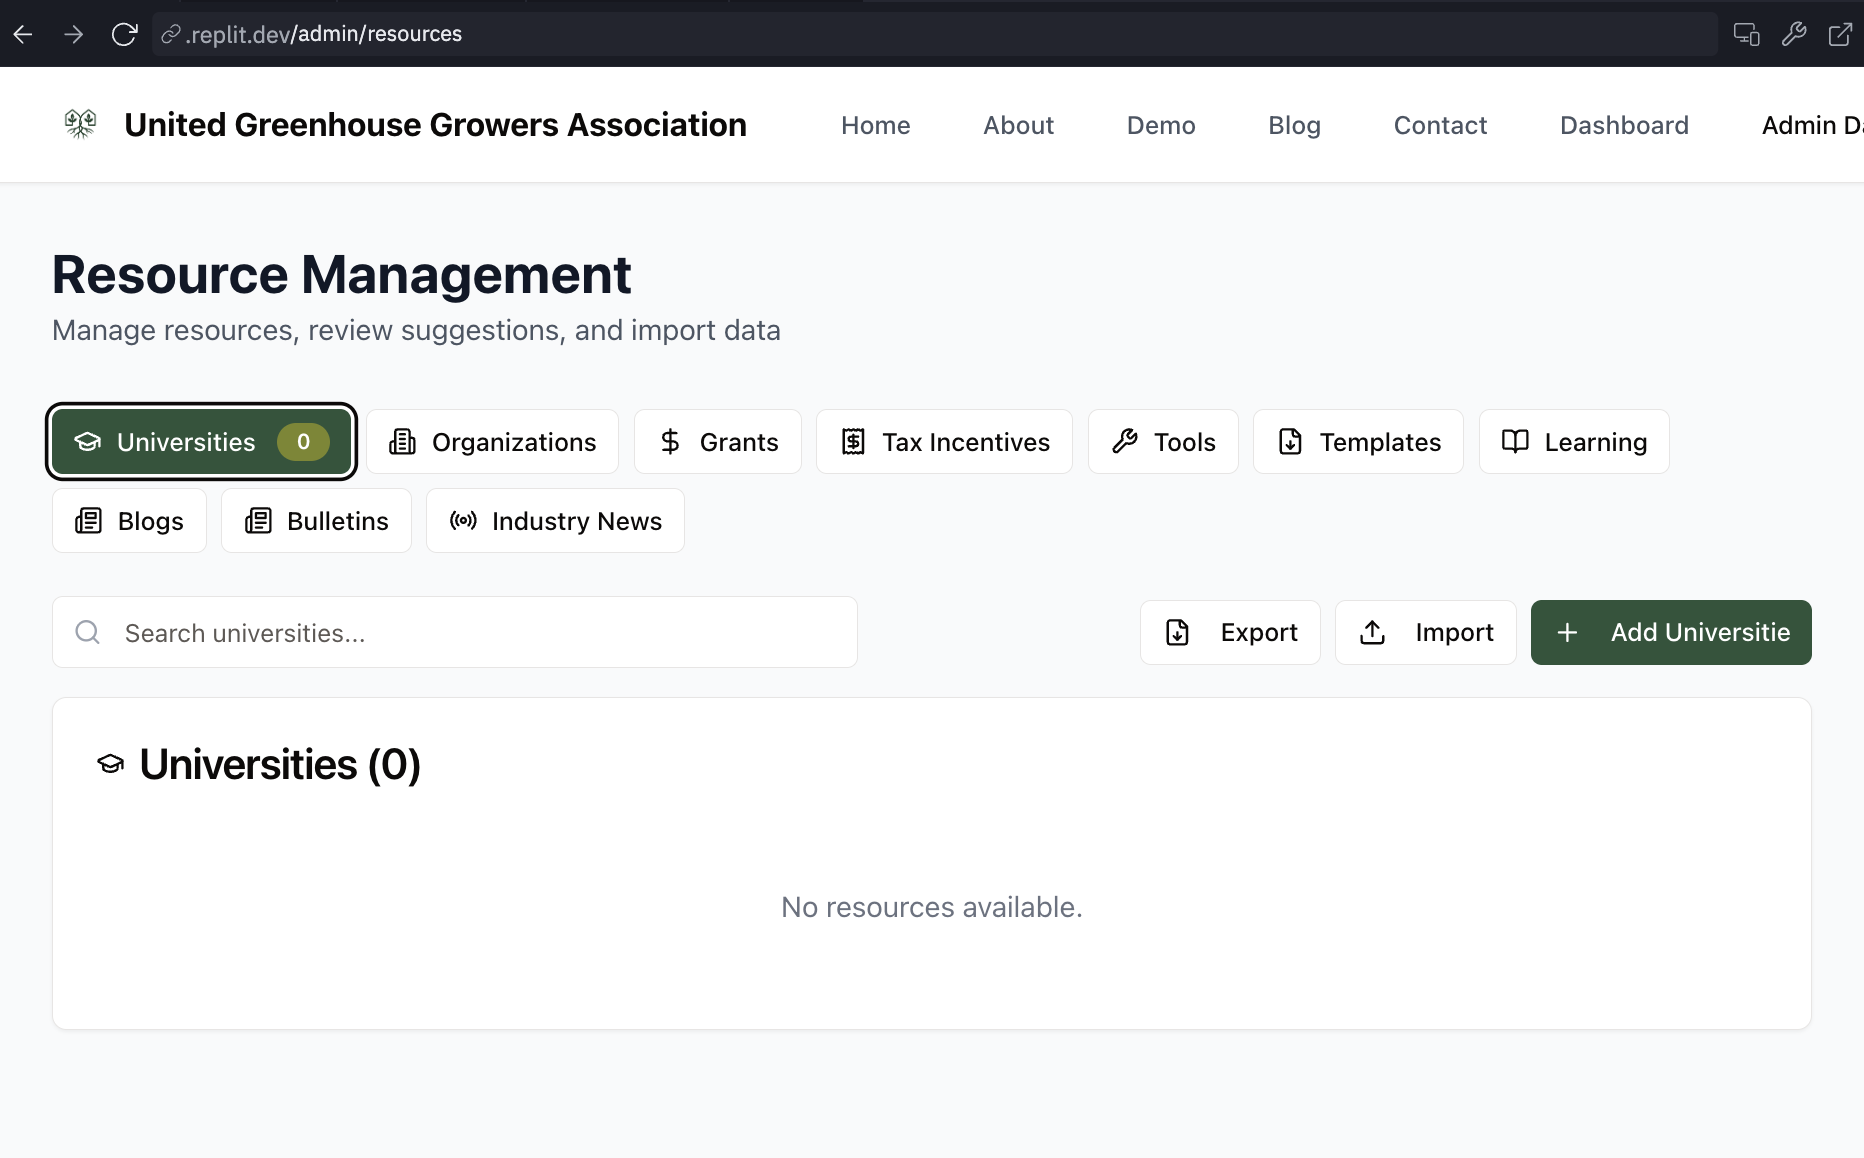 .replit.dev/admin/resources
United Greenhouse Growers Association Home About Demo Blog Contact Dashboard Admin Da
Resource Management
Manage resources, review suggestions, and import data
Universities 0 Organizations Grants Tax Incentives Tools Templates Learning
Blogs Bulletins Industry News
Search universities... Export Import Add Universitie
Universities (0)
No resources available.